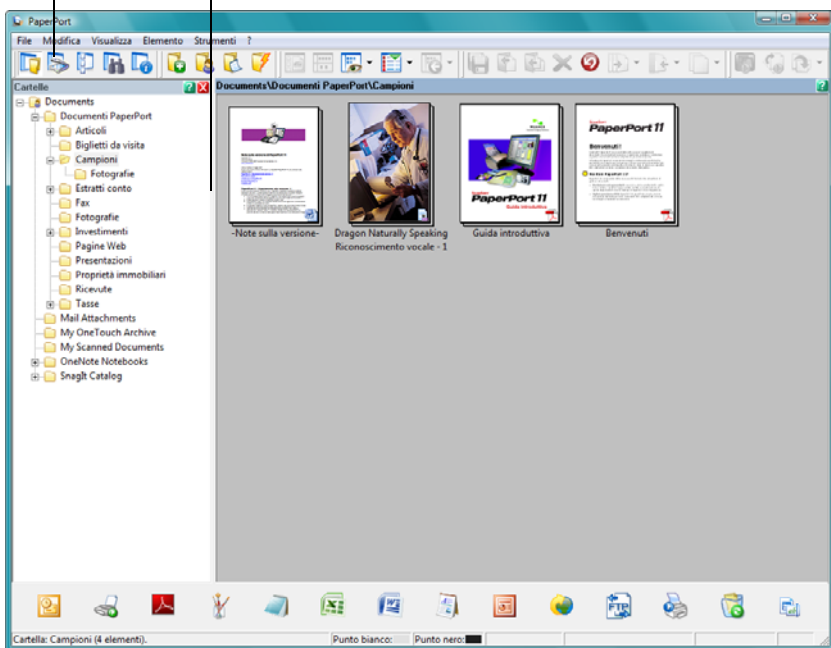 PaperPort
File Modifica Visualizza Elemento Strumenti ?
Cartelle
Documents\Documenti PaperPort\Campioni
Documents
Documenti PaperPort
Articoli
Biglietti da visita
Campioni
Fotografie
Estratti conto
Fax
Fotografie
Investimenti
Pagine Web
Presentazioni
Proprietà immobiliari
Ricevute
Tasse
Mail Attachments
My OneTouch Archive
My Scanned Documents
OneNote Notebooks
SnagIt Catalog
PaperPort 11
Guida introduttiva
PaperPort 11
Benvenuti
-Note sulla versione-
Dragon Naturally Speaking
Riconoscimento vocale - 1
Guida introduttiva
Benvenuti
FTP
Cartella: Campioni (4 elementi).
Punto bianco:
Punto nero: